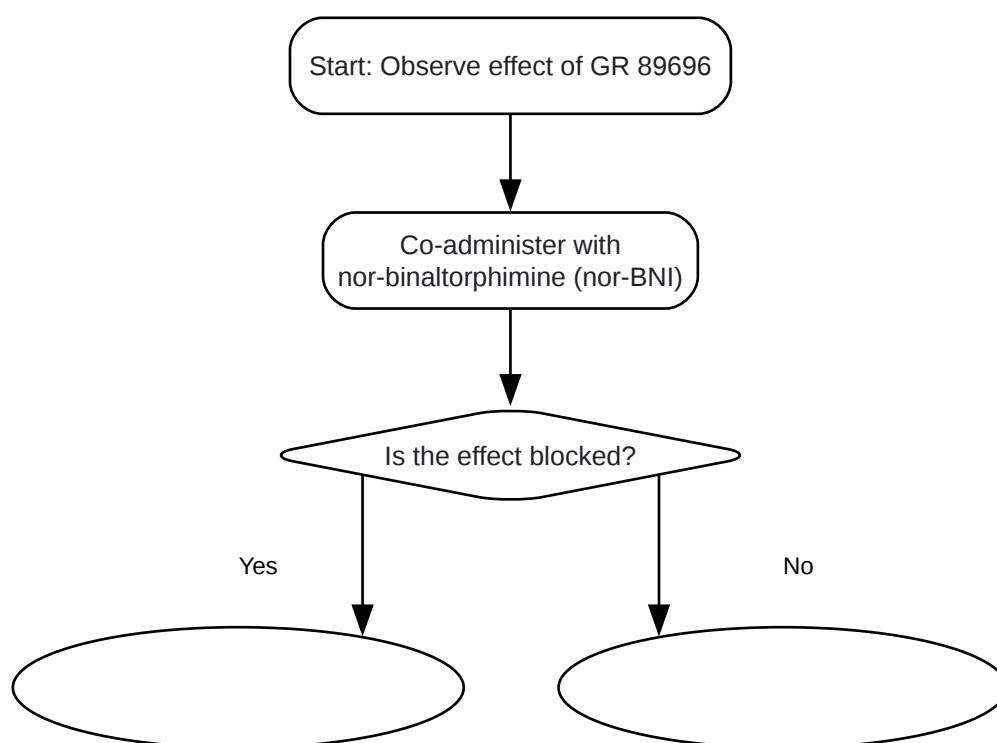 Start: Observe effect of GR 89696
Co-administer with
nor-binaltorphimine (nor-BNI)
Is the effect blocked?
Yes
No